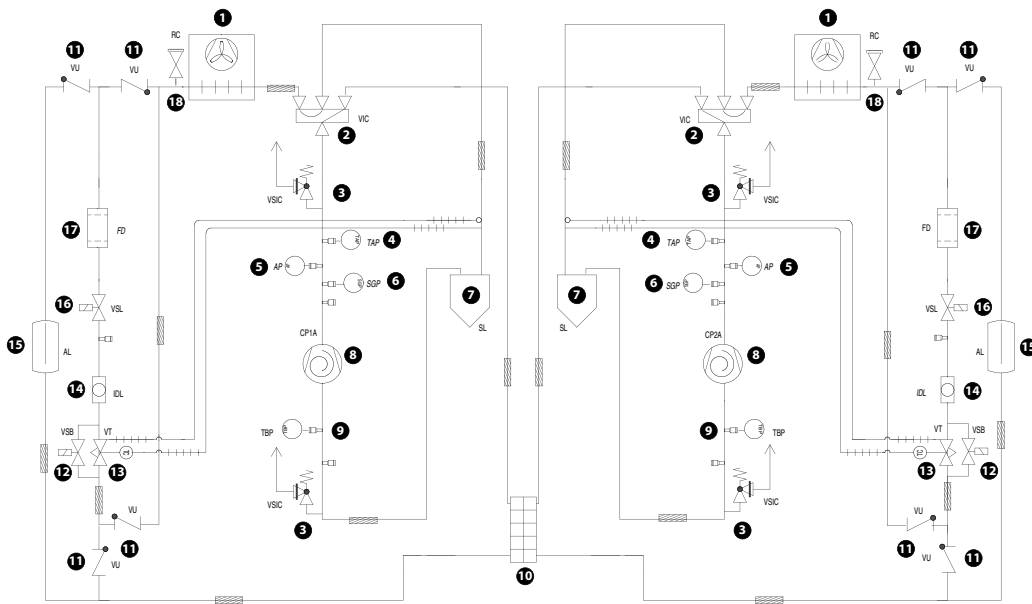 1
1
RC
RC
11
11
11
11
VU
VU
VU
VU
18
18
VIC
VIC
2
2
3
3
VSIC
VSIC
17
FD
4
TAP
4
TAP
FD
17
5
AP
6
SGP
6
SGP
AP
5
7
7
16
VSL
VSL
16
SL
SL
15
AL
CP1A
CP2A
AL
15
8
8
14
IDL
IDL
14
VSB
VT
TBP
9
9
TBP
VT
VSB
12
13
13
12
VSIC
VSIC
VU
VU
3
3
11
11
11
11
VU
VU
10